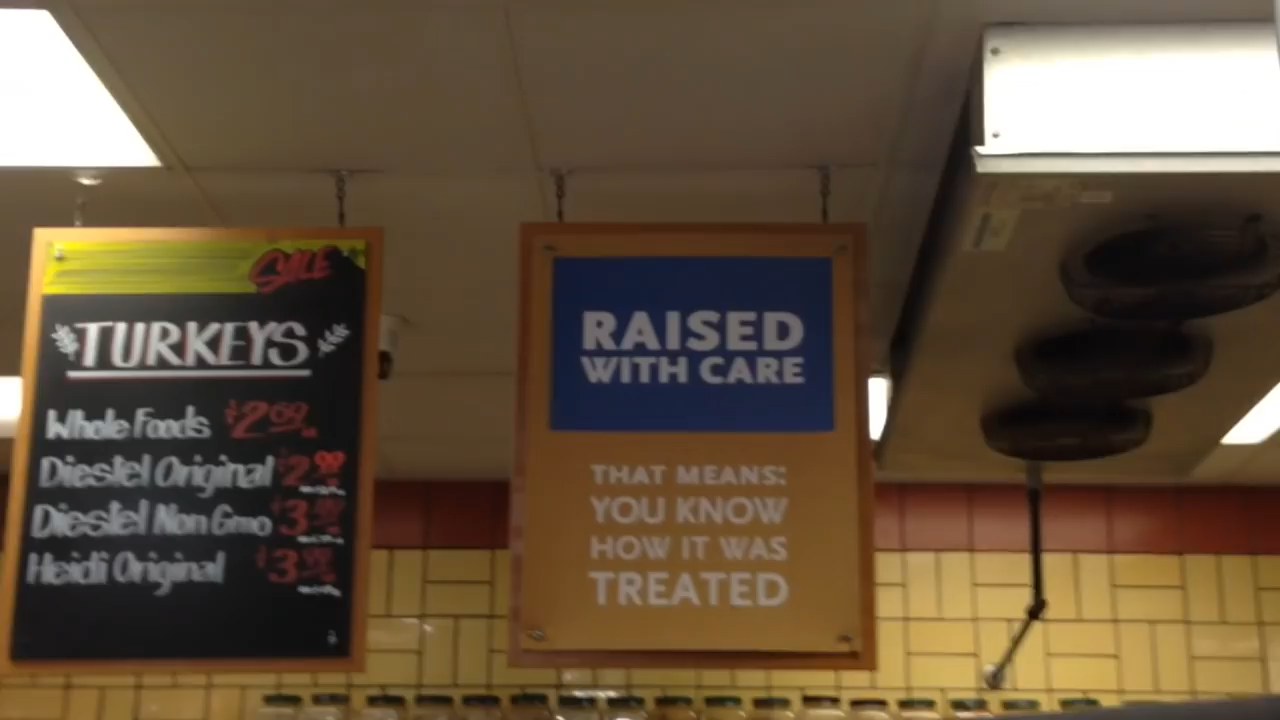 SALE
TURKEYS
Whole Foods $2.69
Diestel Original $2.99
Diestel Non Gmo $3
Heidi Original $3
RAISED
WITH CARE
THAT MEANS:
YOU KNOW
HOW IT WAS
TREATED